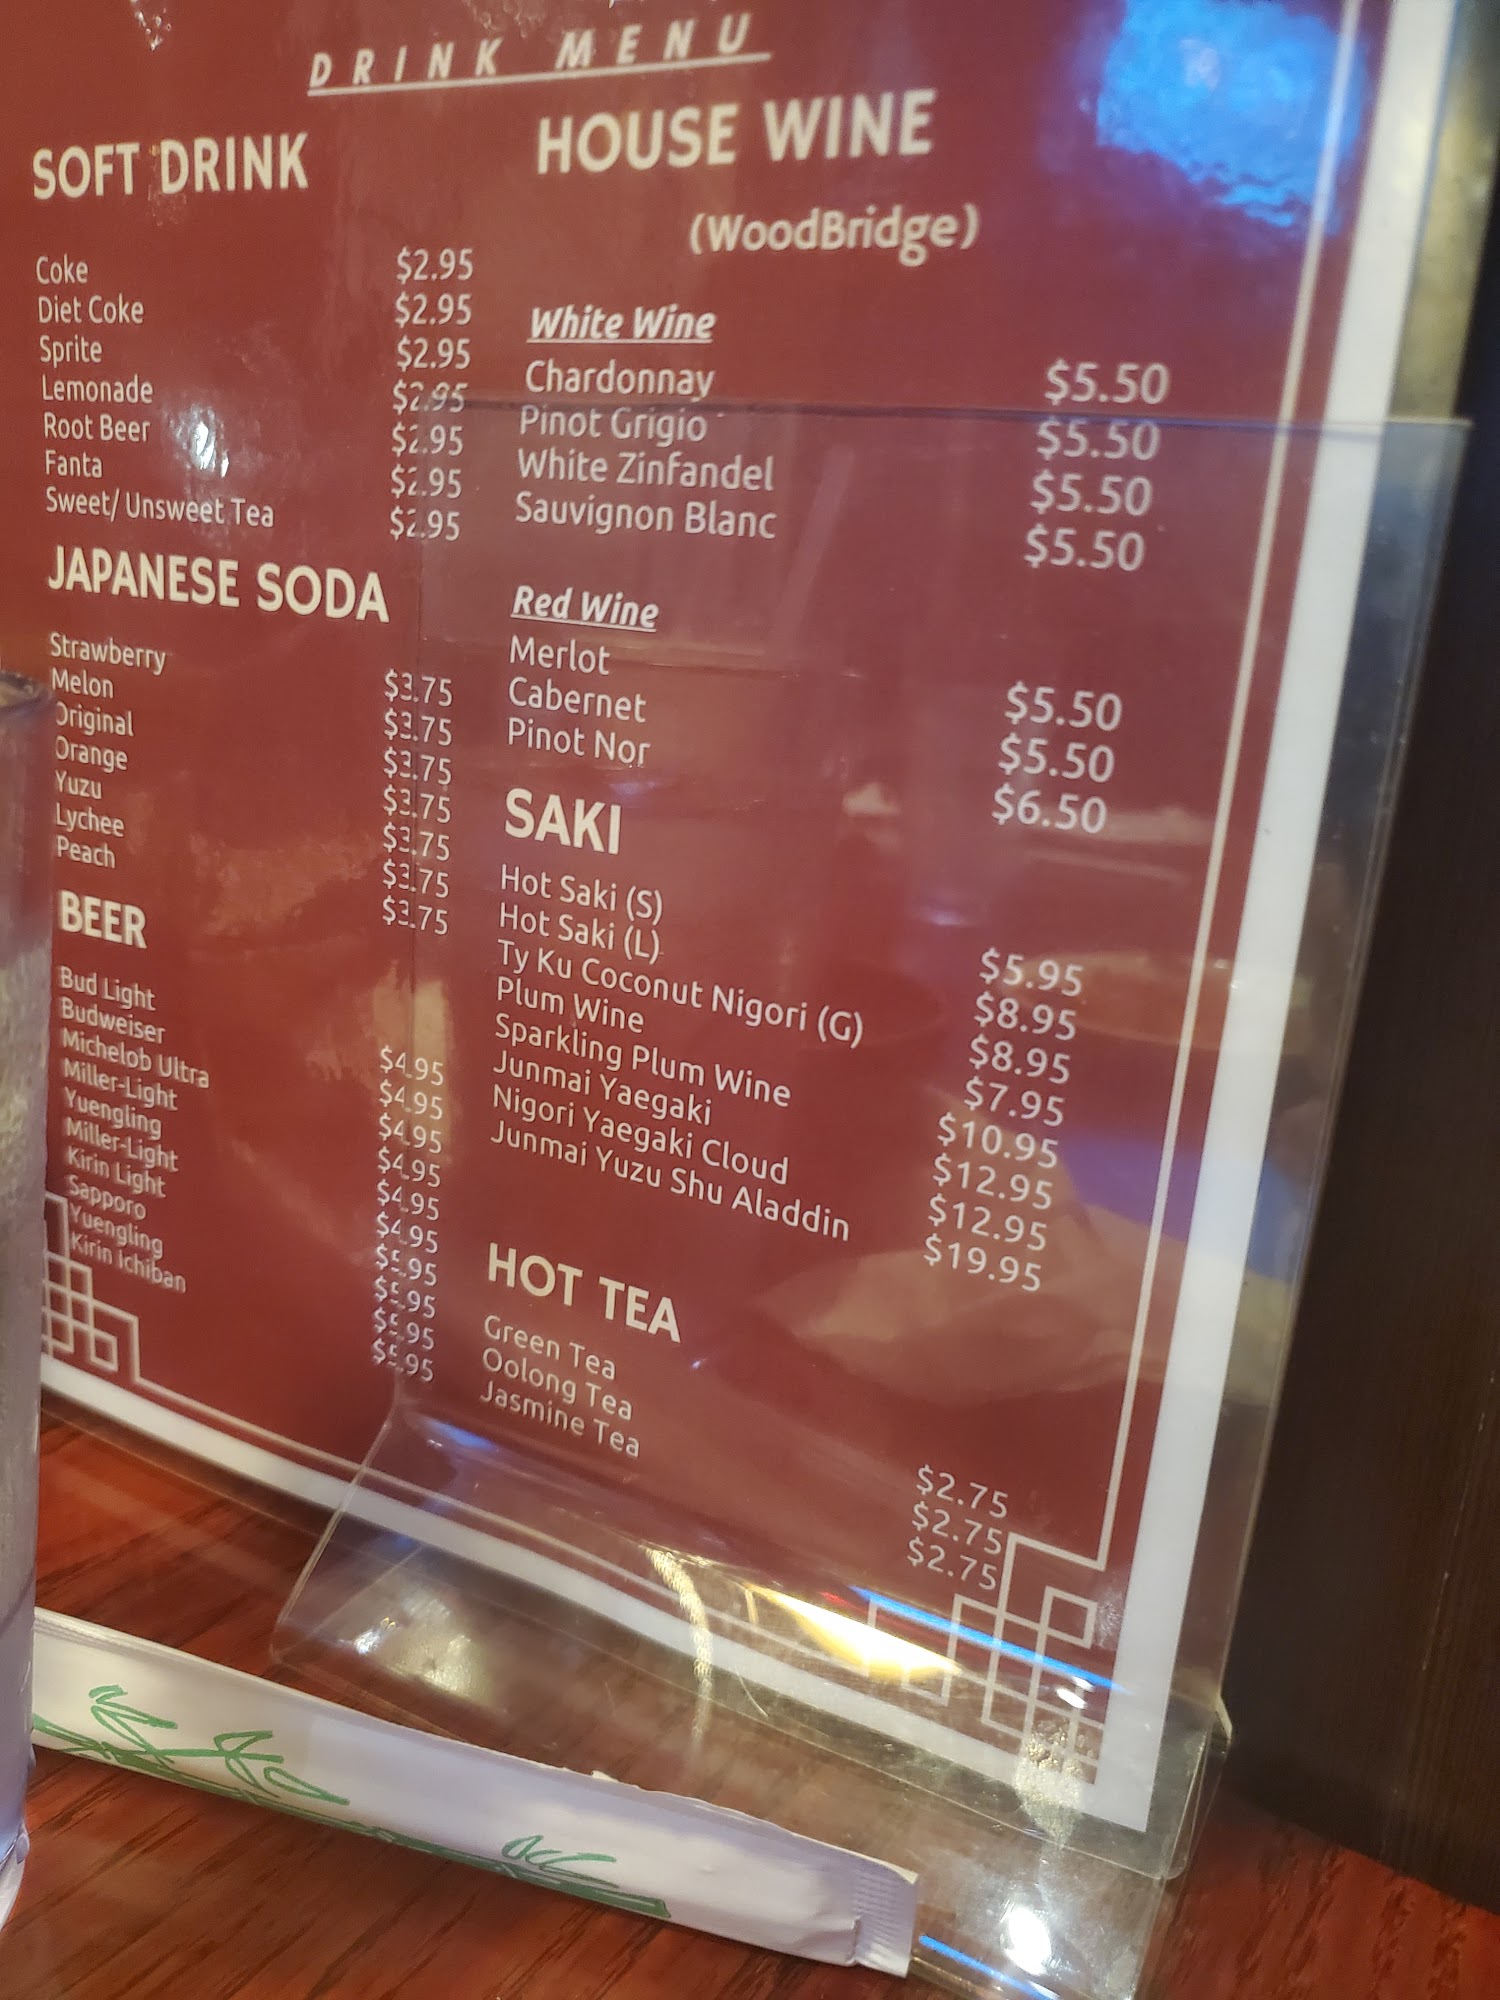 DRINK MENU
SOFT DRINK
Coke $2.95
Diet Coke $2.95
Sprite $2.95
Lemonade $2.95
Root Beer $2.95
Fanta $2.95
Sweet/ Unsweet Tea $2.95
JAPANESE SODA
Strawberry $3.75
Melon $3.75
Original $3.75
Orange $3.75
Yuzu $3.75
Lychee $3.75
Peach $3.75
BEER
Bud Light $4.95
Budweiser $4.95
Michelob Ultra $4.95
Miller-Light $4.95
Yuengling $4.95
Miller-Light $4.95
Kirin Light $5.95
Sapporo $5.95
Yuengling $5.95
Kirin Ichiban $5.95
HOUSE WINE
(WoodBridge)
White Wine
Chardonnay $5.50
Pinot Grigio $5.50
White Zinfandel $5.50
Sauvignon Blanc $5.50
Red Wine
Merlot $5.50
Cabernet $5.50
Pinot Nor $6.50
SAKI
Hot Saki (S) $5.95
Hot Saki (L) $8.95
Ty Ku Coconut Nigori (G) $8.95
Plum Wine $7.95
Sparkling Plum Wine $10.95
Junmai Yaegaki $12.95
Nigori Yaegaki Cloud $12.95
Junmai Yuzu Shu Aladdin $19.95
HOT TEA
Green Tea $2.75
Oolong Tea $2.75
Jasmine Tea $2.75